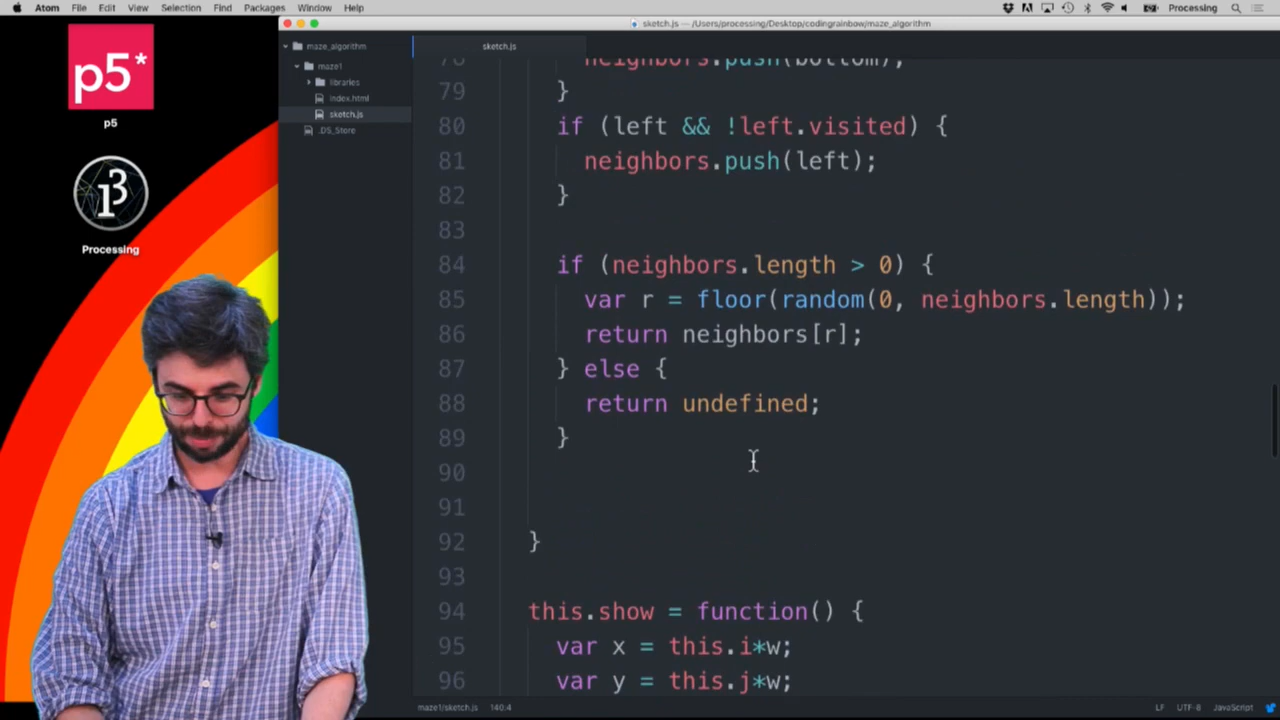 Atom File Edit View Selection Find Packages Window Help Processing
sketch.js — /Users/processing/Desktop/codingrainbow/maze_algorithm
maze_algorithm
maze1
libraries
index.html
sketch.js
.DS_Store
p5*
p5
Processing
sketch.js
78 neighbors.push(bottom);
79 }
80 if (left && !left.visited) {
81 neighbors.push(left);
82 }
83
84 if (neighbors.length > 0) {
85 var r = floor(random(0, neighbors.length));
86 return neighbors[r];
87 } else {
88 return undefined;
89 }
90
91
92 }
93
94 this.show = function() {
95 var x = this.i*w;
96 var y = this.j*w;
maze1/sketch.js 140:4 LF UTF-8 JavaScript